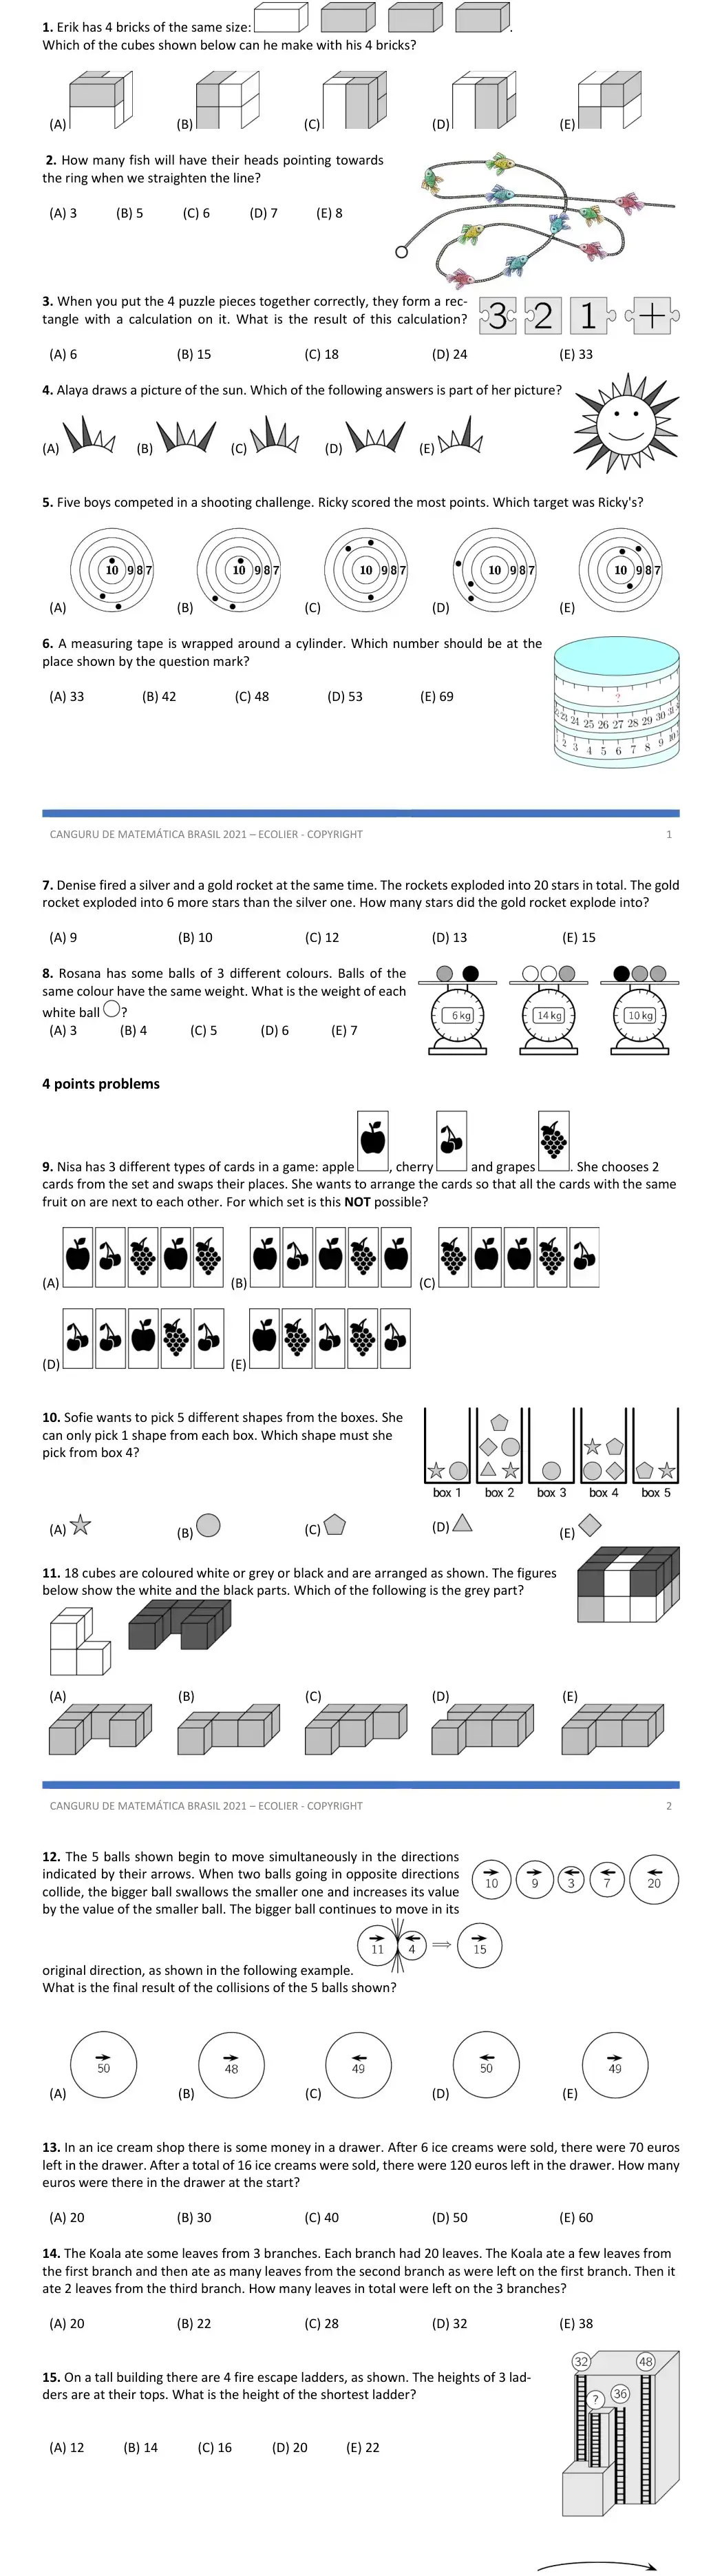 1. Erik has 4 bricks of the same size: .
Which of the cubes shown below can he make with his 4 bricks?
(A) (B) (C) (D) (E)
2. How many fish will have their heads pointing towards
the ring when we straighten the line?
(A) 3 (B) 5 (C) 6 (D) 7 (E) 8
3. When you put the 4 puzzle pieces together correctly, they form a rec-
tangle with a calculation on it. What is the result of this calculation?
3 2 1 +
(A) 6 (B) 15 (C) 18 (D) 24 (E) 33
4. Alaya draws a picture of the sun. Which of the following answers is part of her picture?
(A) (B) (C) (D) (E)
5. Five boys competed in a shooting challenge. Ricky scored the most points. Which target was Ricky's?
10 9 8 7 10 9 8 7 10 9 8 7 10 9 8 7 10 9 8 7
(A) (B) (C) (D) (E)
6. A measuring tape is wrapped around a cylinder. Which number should be at the
place shown by the question mark?
?
23 24 25 26 27 28 29 30 31
1 2 3 4 5 6 7 8 9 10
(A) 33 (B) 42 (C) 48 (D) 53 (E) 69
CANGURU DE MATEMÁTICA BRASIL 2021 – ECOLIER - COPYRIGHT 1
7. Denise fired a silver and a gold rocket at the same time. The rockets exploded into 20 stars in total. The gold
rocket exploded into 6 more stars than the silver one. How many stars did the gold rocket explode into?
(A) 9 (B) 10 (C) 12 (D) 13 (E) 15
8. Rosana has some balls of 3 different colours. Balls of the
same colour have the same weight. What is the weight of each
white ball ?
6 kg 14 kg 10 kg
(A) 3 (B) 4 (C) 5 (D) 6 (E) 7
4 points problems
9. Nisa has 3 different types of cards in a game: apple , cherry and grapes . She chooses 2
cards from the set and swaps their places. She wants to arrange the cards so that all the cards with the same
fruit on are next to each other. For which set is this NOT possible?
(A) (B) (C)
(D) (E)
10. Sofie wants to pick 5 different shapes from the boxes. She
can only pick 1 shape from each box. Which shape must she
pick from box 4?
box 1 box 2 box 3 box 4 box 5
(A) (B) (C) (D) (E)
11. 18 cubes are coloured white or grey or black and are arranged as shown. The figures
below show the white and the black parts. Which of the following is the grey part?
(A) (B) (C) (D) (E)
CANGURU DE MATEMÁTICA BRASIL 2021 – ECOLIER - COPYRIGHT 2
12. The 5 balls shown begin to move simultaneously in the directions
indicated by their arrows. When two balls going in opposite directions
collide, the bigger ball swallows the smaller one and increases its value
by the value of the smaller ball. The bigger ball continues to move in its
10 9 3 7 20
original direction, as shown in the following example. 11 4 ⇒ 15
What is the final result of the collisions of the 5 balls shown?
50 48 49 50 49
(A) (B) (C) (D) (E)
13. In an ice cream shop there is some money in a drawer. After 6 ice creams were sold, there were 70 euros
left in the drawer. After a total of 16 ice creams were sold, there were 120 euros left in the drawer. How many
euros were there in the drawer at the start?
(A) 20 (B) 30 (C) 40 (D) 50 (E) 60
14. The Koala ate some leaves from 3 branches. Each branch had 20 leaves. The Koala ate a few leaves from
the first branch and then ate as many leaves from the second branch as were left on the first branch. Then it
ate 2 leaves from the third branch. How many leaves in total were left on the 3 branches?
(A) 20 (B) 22 (C) 28 (D) 32 (E) 38
15. On a tall building there are 4 fire escape ladders, as shown. The heights of 3 lad-
ders are at their tops. What is the height of the shortest ladder?
32 48
? 36
(A) 12 (B) 14 (C) 16 (D) 20 (E) 22